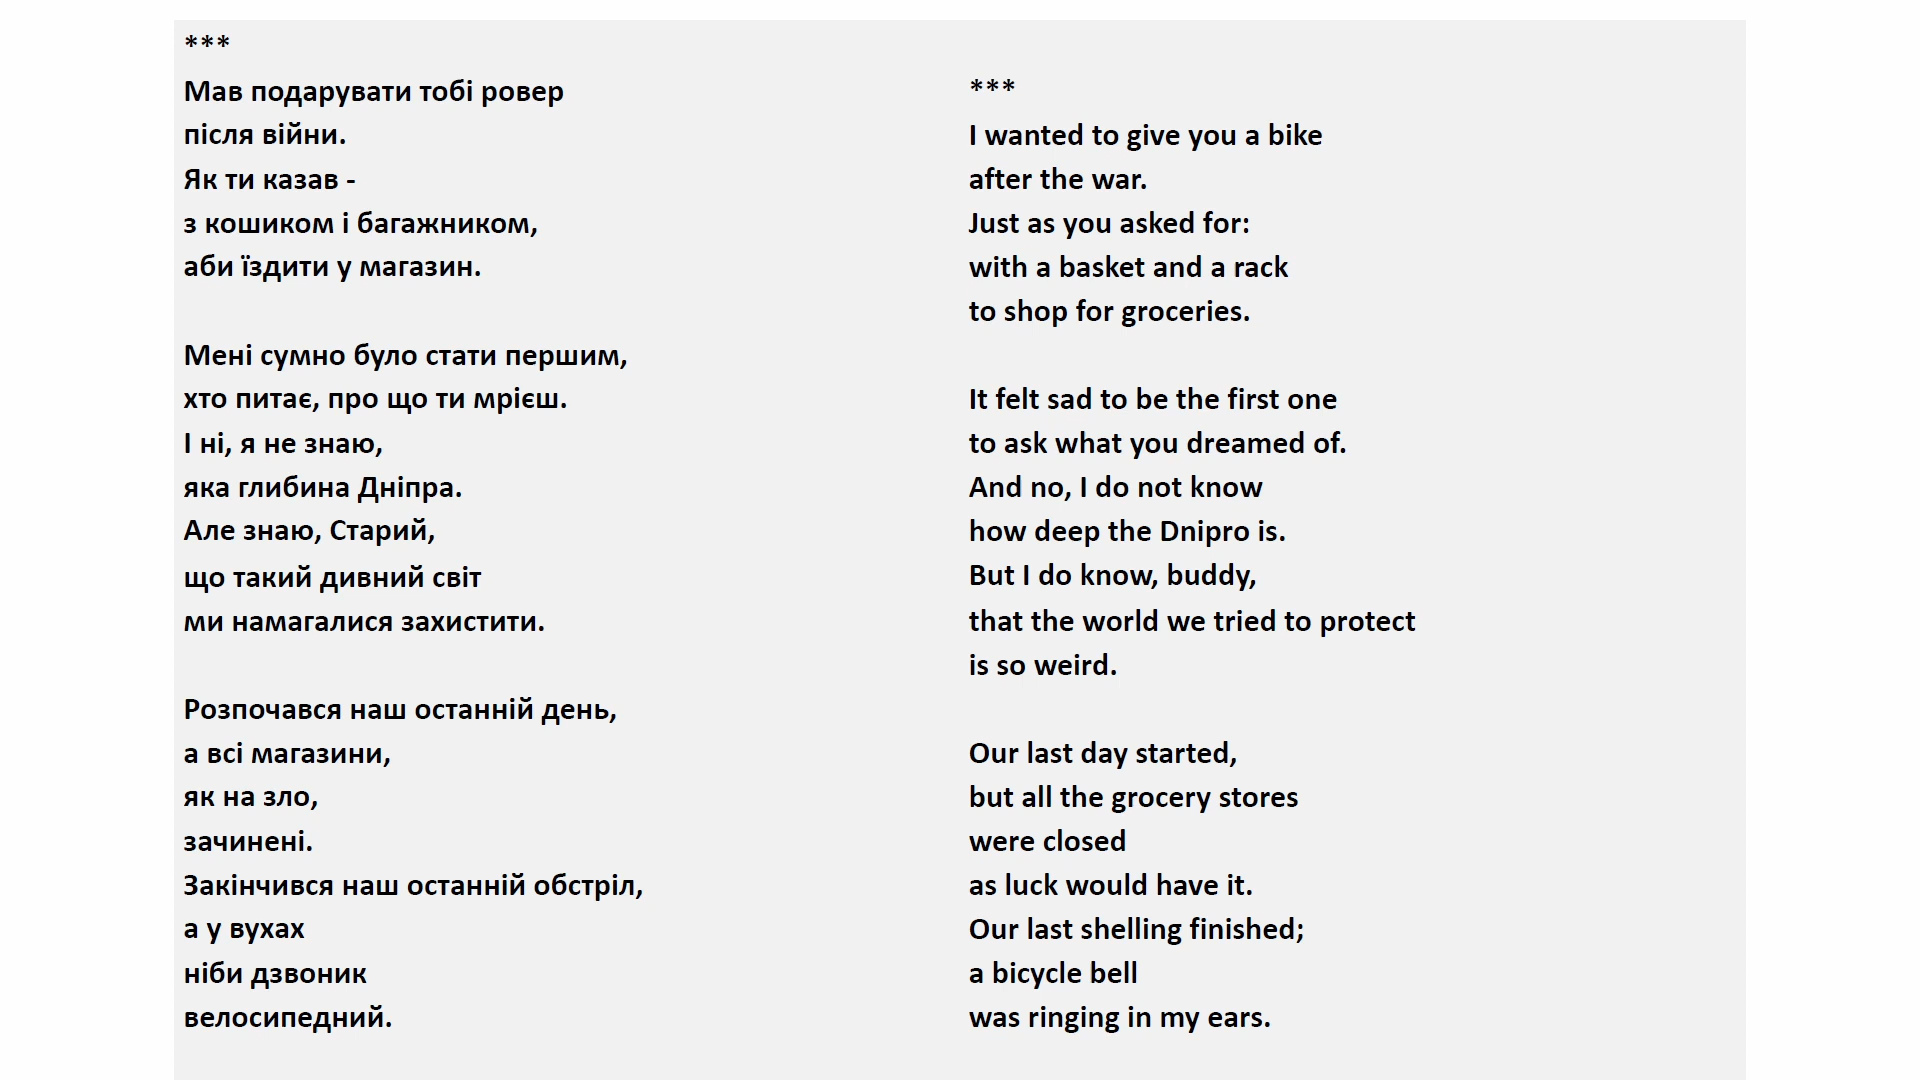 ***
Мав подарувати тобі ровер
після війни.
Як ти казав -
з кошиком і багажником,
аби їздити у магазин.

Мені сумно було стати першим,
хто питає, про що ти мрієш.
І ні, я не знаю,
яка глибина Дніпра.
Але знаю, Старий,
що такий дивний світ
ми намагалися захистити.

Розпочався наш останній день,
а всі магазини,
як на зло,
зачинені.
Закінчився наш останній обстріл,
а у вухах
ніби дзвоник
велосипедний.

***
I wanted to give you a bike
after the war.
Just as you asked for:
with a basket and a rack
to shop for groceries.

It felt sad to be the first one
to ask what you dreamed of.
And no, I do not know
how deep the Dnipro is.
But I do know, buddy,
that the world we tried to protect
is so weird.

Our last day started,
but all the grocery stores
were closed
as luck would have it.
Our last shelling finished;
a bicycle bell
was ringing in my ears.